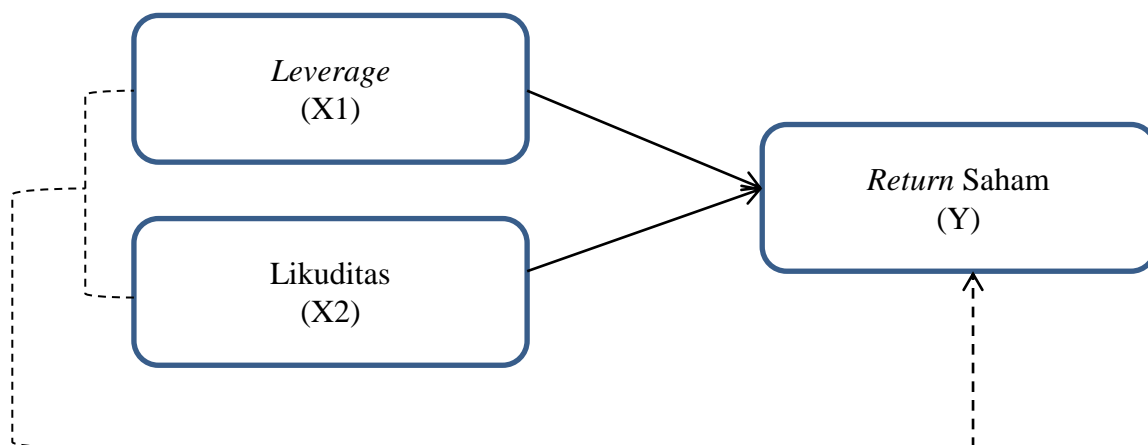 Leverage
(X1)
Return Saham
(Y)
Likuditas
(X2)